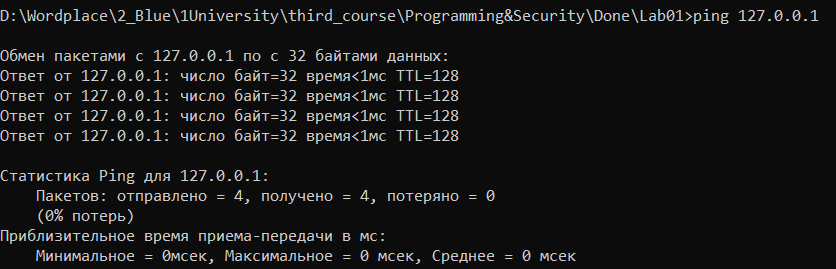 D:\Wordplace\2_Blue\1University\third_course\Programming&Security\Done\Lab01>ping 127.0.0.1
Обмен пакетами с 127.0.0.1 по с 32 байтами данных:
Ответ от 127.0.0.1: число байт=32 время<1мс TTL=128
Ответ от 127.0.0.1: число байт=32 время<1мс TTL=128
Ответ от 127.0.0.1: число байт=32 время<1мс TTL=128
Ответ от 127.0.0.1: число байт=32 время<1мс TTL=128
Статистика Ping для 127.0.0.1:
Пакетов: отправлено = 4, получено = 4, потеряно = 0
(0% потерь)
Приблизительное время приема-передачи в мс:
Минимальное = 0мсек, Максимальное = 0 мсек, Среднее = 0 мсек